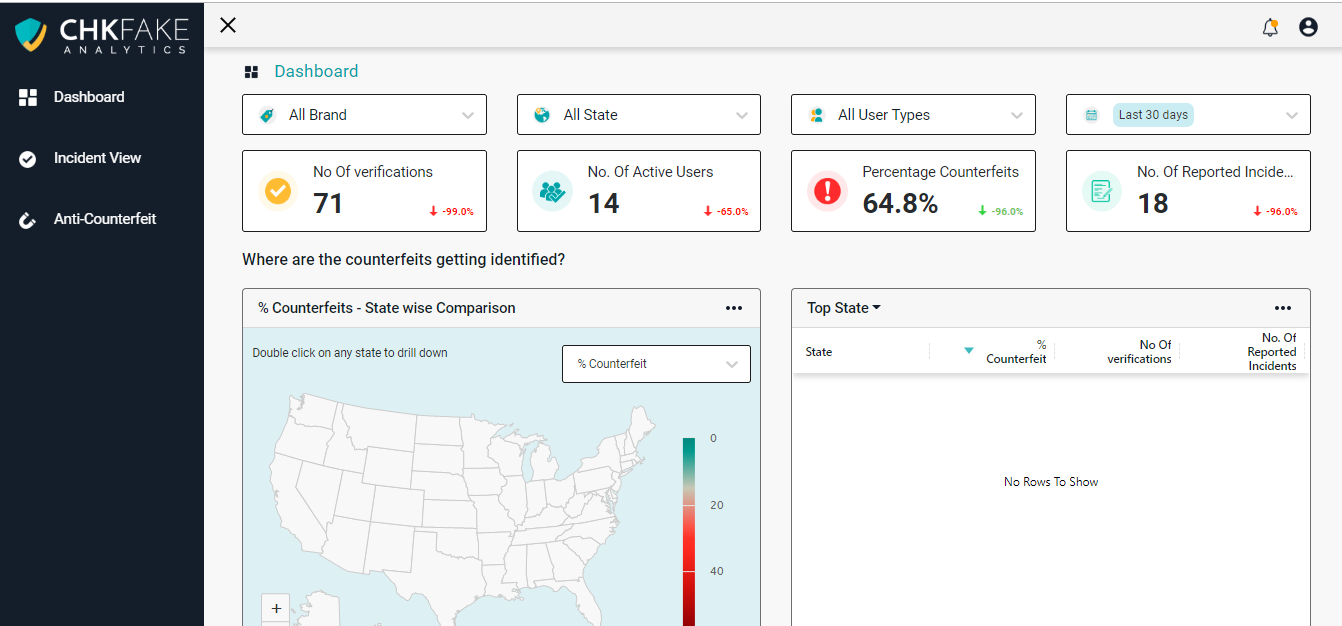 CHKFAKE
ANALYTICS
Dashboard
Incident View
Anti-Counterfeit
Dashboard
All Brand
All State
All User Types
Last 30 days
No Of verifications
71
-99.0%
No. Of Active Users
14
-65.0%
Percentage Counterfeits
64.8%
-96.0%
No. Of Reported Incide...
18
-96.0%
Where are the counterfeits getting identified?
% Counterfeits - State wise Comparison
Double click on any state to drill down
% Counterfeit
0
20
40
+
Top State
State
%
Counterfeit
No Of
verifications
No. Of
Reported
Incidents
No Rows To Show